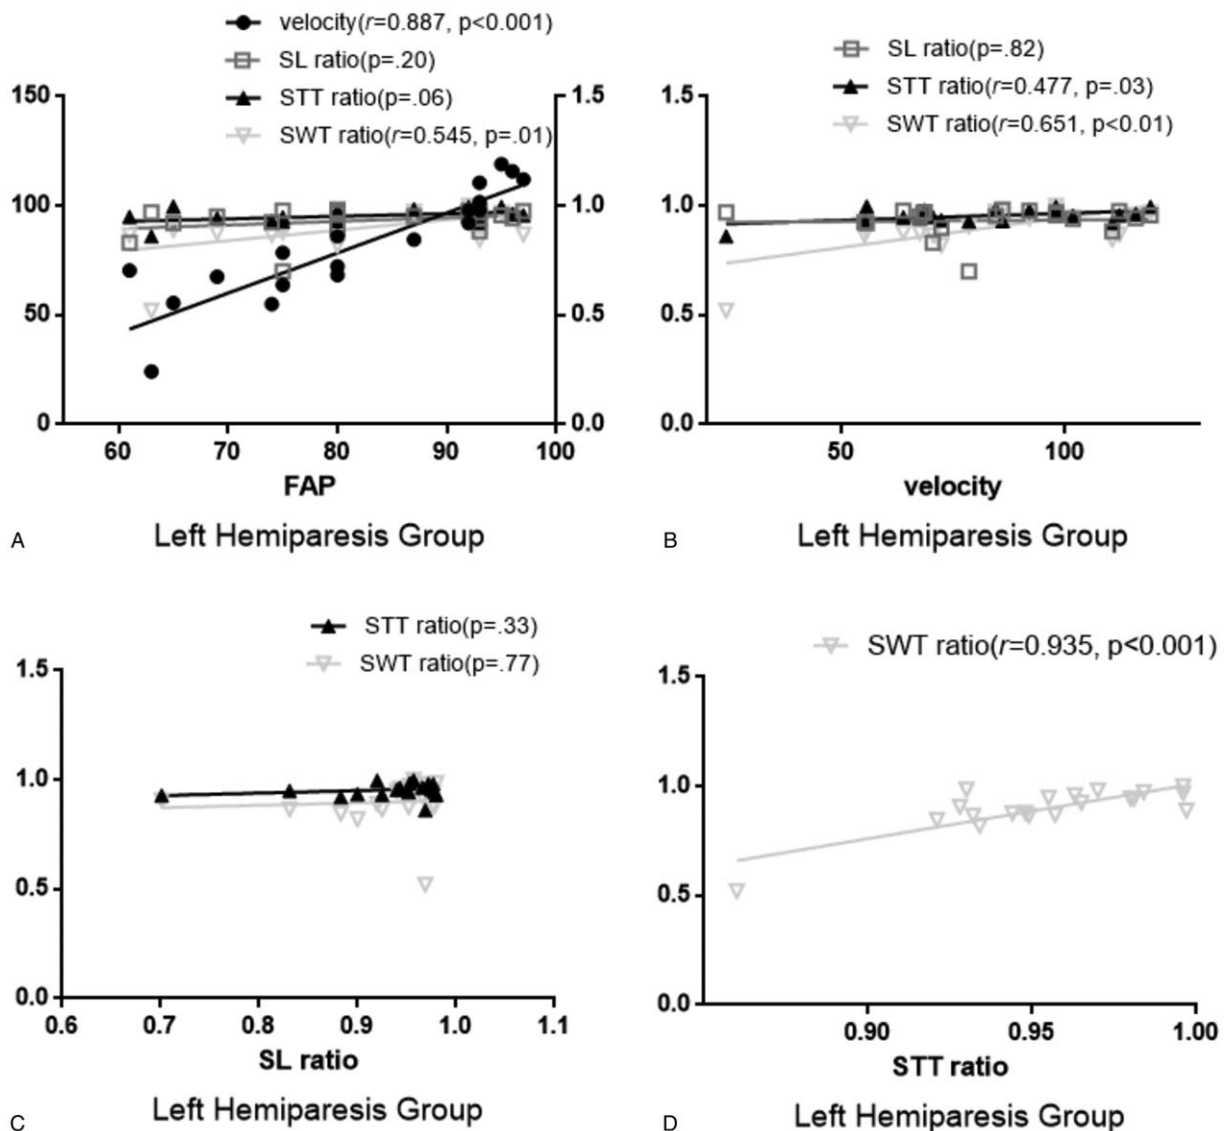 velocity(r=0.887, p<0.001)
SL ratio(p=.20)
STT ratio(p=.06)
SWT ratio(r=0.545, p=.01)
150
100
50
0
1.5
1.0
0.5
0.0
60 70 80 90 100
FAP
A
Left Hemiparesis Group
SL ratio(p=.82)
STT ratio(r=0.477, p=.03)
SWT ratio(r=0.651, p<0.01)
1.5
1.0
0.5
0.0
50 100
velocity
B
Left Hemiparesis Group
STT ratio(p=.33)
SWT ratio(p=.77)
1.5
1.0
0.5
0.0
0.6 0.7 0.8 0.9 1.0 1.1
SL ratio
C
Left Hemiparesis Group
SWT ratio(r=0.935, p<0.001)
1.5
1.0
0.5
0.0
0.90 0.95 1.00
STT ratio
D
Left Hemiparesis Group